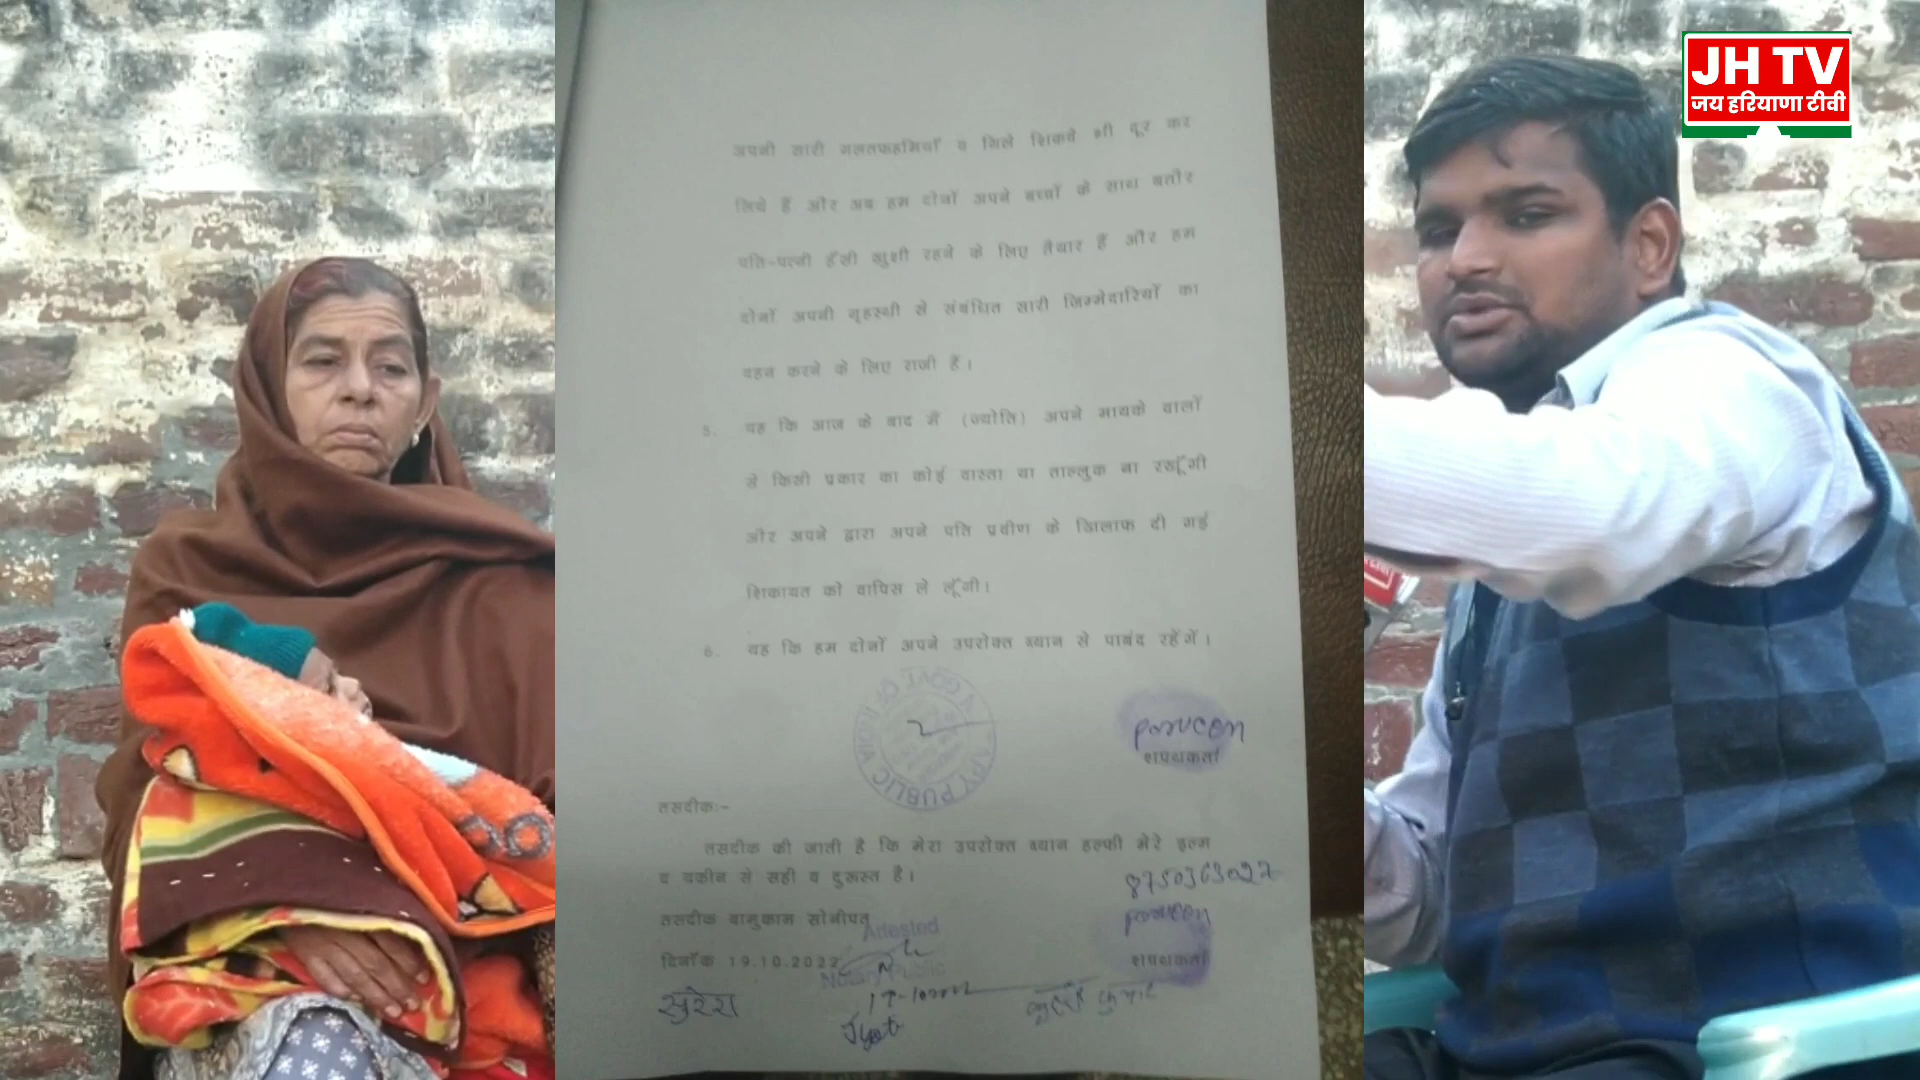 JH TV
जय हरियाणा टीवी
अपनी सारी गलतफहमियाँ व गिले शिकवे भी दूर कर
लिये हैं और अब हम दोनों अपने बच्चों के साथ बतौर
पति-पत्नी हँसी खुशी रहने के लिए तैयार हैं और हम
दोनों अपनी गृहस्थी से संबंधित सारी जिम्मेदारियों का
वहन करने के लिए राजी हैं।
5. यह कि आज के बाद मैं (ज्योति) अपने मायके वालों
से किसी प्रकार का कोई वास्ता या ताल्लुक ना रखूँगी
और अपने द्वारा अपने पति प्रवीण के खिलाफ दी गई
शिकायत को वापिस ले लूँगी।
6. यह कि हम दोनों अपने उपरोक्त ब्यान से पाबंद रहेंगें।
शपथकर्ता
तसदीकः-
तसदीक की जाती है कि मेरा उपरोक्त ब्यान हल्फी मेरे इल्म
व यकीन से सही व दुरूस्त है।
8750363027
तसदीक बामुकाम सोनीपत
Attested
दिनाँक 19.10.2022
Notary Public
शपथकर्ता
सुरेश
Jyoti